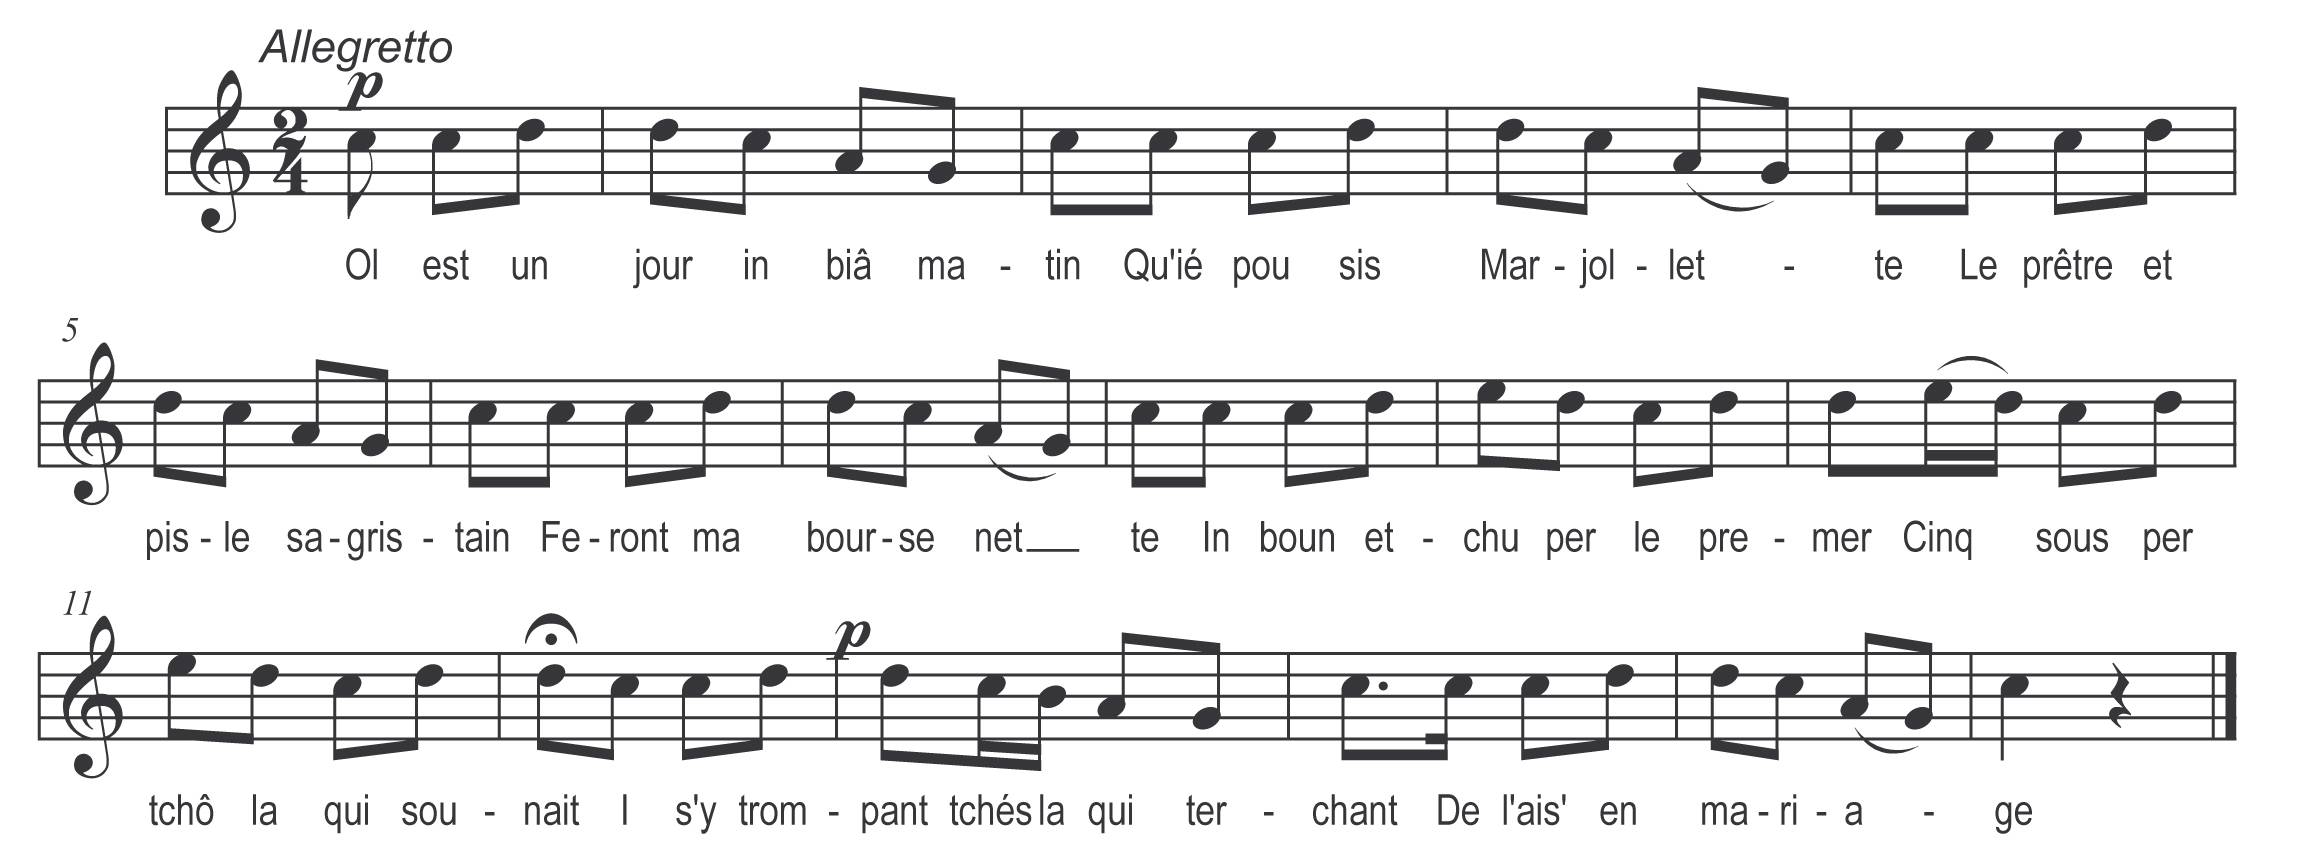 Allegretto
p
2
4
Ol est un jour in biâ ma - tin Qu'ié pou sis Mar - jol - let - te Le prêtre et
5
pis - le sa - gris - tain Fe - ront ma bour - se net te In boun et - chu per le pre - mer Cinq sous per
11
p
tchô la qui sou - nait I s'y trom - pant tchés la qui ter - chant De l'ais' en ma - ri - a - ge